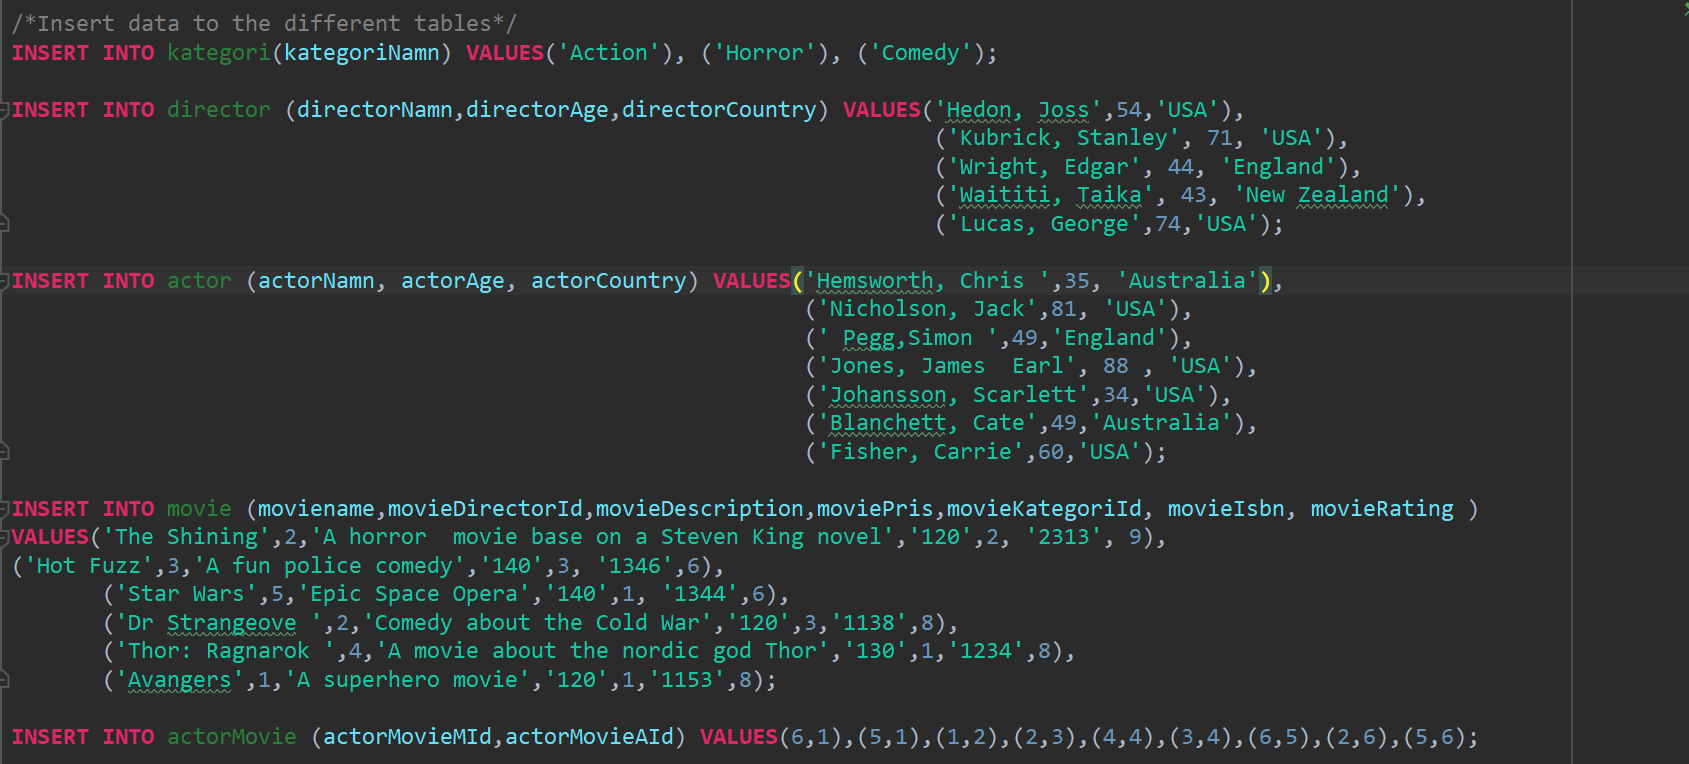 /*Insert data to the different tables*/
INSERT INTO kategori(kategoriNamn) VALUES('Action'), ('Horror'), ('Comedy');
INSERT INTO director (directorNamn,directorAge,directorCountry) VALUES('Hedon, Joss',54,'USA'),
('Kubrick, Stanley', 71, 'USA'),
('Wright, Edgar', 44, 'England'),
('Waititi, Taika', 43, 'New Zealand'),
('Lucas, George',74,'USA');
INSERT INTO actor (actorNamn, actorAge, actorCountry) VALUES('Hemsworth, Chris ',35, 'Australia'),
('Nicholson, Jack',81, 'USA'),
(' Pegg,Simon ',49,'England'),
('Jones, James  Earl', 88 , 'USA'),
('Johansson, Scarlett',34,'USA'),
('Blanchett, Cate',49,'Australia'),
('Fisher, Carrie',60,'USA');
INSERT INTO movie (moviename,movieDirectorId,movieDescription,moviePris,movieKategoriId, movieIsbn, movieRating )
VALUES('The Shining',2,'A horror  movie base on a Steven King novel','120',2, '2313', 9),
('Hot Fuzz',3,'A fun police comedy','140',3, '1346',6),
('Star Wars',5,'Epic Space Opera','140',1, '1344',6),
('Dr Strangeove ',2,'Comedy about the Cold War','120',3,'1138',8),
('Thor: Ragnarok ',4,'A movie about the nordic god Thor','130',1,'1234',8),
('Avangers',1,'A superhero movie','120',1,'1153',8);
INSERT INTO actorMovie (actorMovieMId,actorMovieAId) VALUES(6,1),(5,1),(1,2),(2,3),(4,4),(3,4),(6,5),(2,6),(5,6);